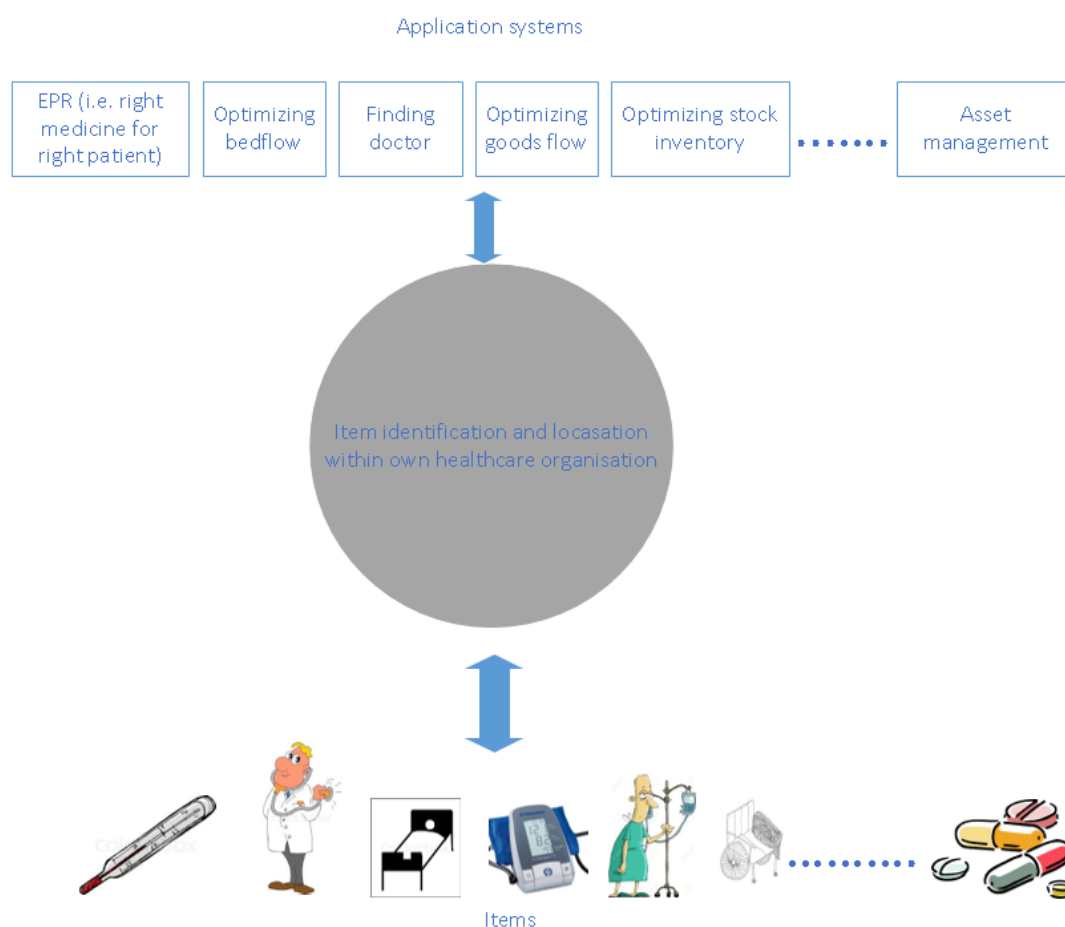 Application systems
EPR (i.e. right
medicine for
right patient)
Optimizing
bedflow
Finding
doctor
Optimizing
goods flow
Optimizing stock
inventory
Asset
management
Item identification and locasation
within own healthcare organisation
Items